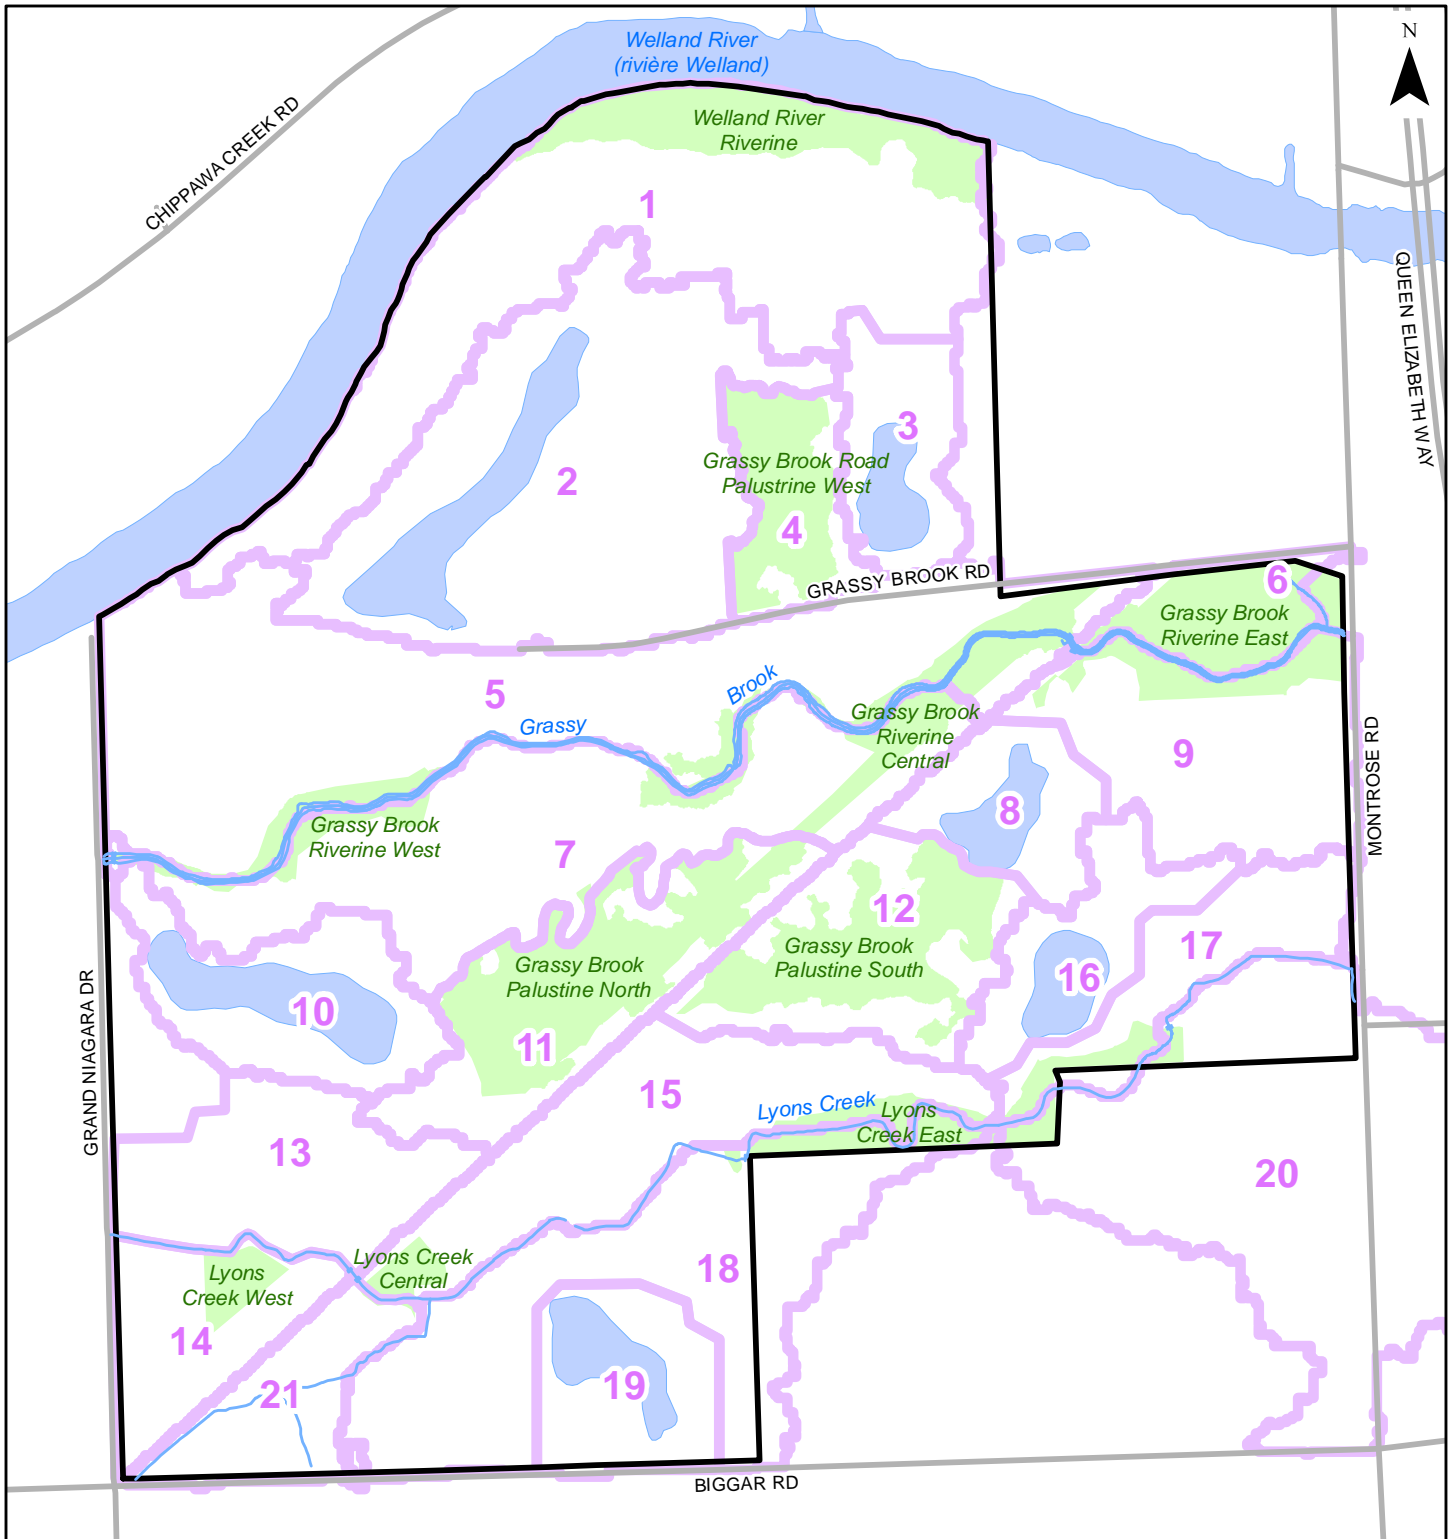 Welland River
(rivière Welland)
N
CHIPPAWA CREEK RD
Welland River
Riverine
1
QUEEN ELIZABETH WAY
3
2
Grassy Brook Road
Palustrine West
4
GRASSY BROOK RD
6
Grassy Brook
Riverine East
5
Brook
Grassy
Grassy Brook
Riverine
Central
9
MONTROSE RD
8
Grassy Brook
Riverine West
7
12
Grassy Brook
Palustine South
17
Grassy Brook
Palustine North
16
10
GRAND NIAGARA DR
11
15
Lyons Creek
Lyons
Creek East
13
20
Lyons Creek
Central
Lyons
Creek West
18
14
19
21
BIGGAR RD